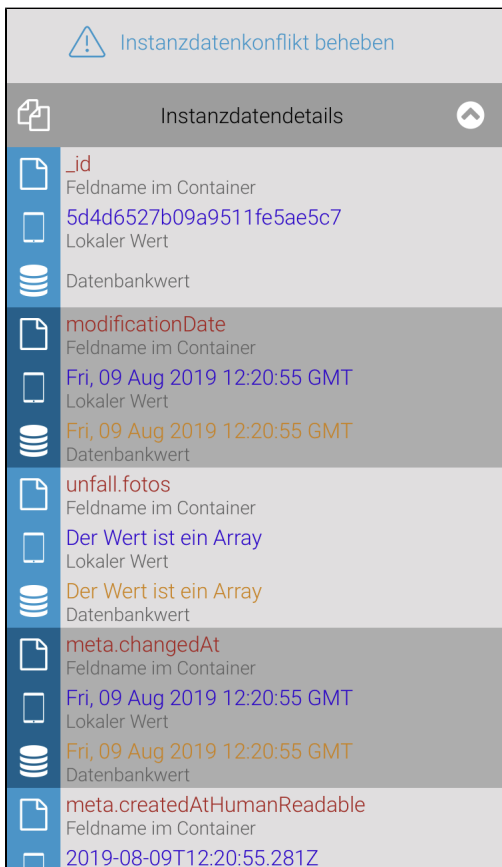 Instanzdatenkonflikt beheben
Instanzdatendetails
_id
Feldname im Container
5d4d6527b09a9511fe5ae5c7
Lokaler Wert
Datenbankwert
modificationDate
Feldname im Container
Fri, 09 Aug 2019 12:20:55 GMT
Lokaler Wert
Fri, 09 Aug 2019 12:20:55 GMT
Datenbankwert
unfall.fotos
Feldname im Container
Der Wert ist ein Array
Lokaler Wert
Der Wert ist ein Array
Datenbankwert
meta.changedAt
Feldname im Container
Fri, 09 Aug 2019 12:20:55 GMT
Lokaler Wert
Fri, 09 Aug 2019 12:20:55 GMT
Datenbankwert
meta.createdAtHumanReadable
Feldname im Container
2019-08-09T12:20:55.281Z